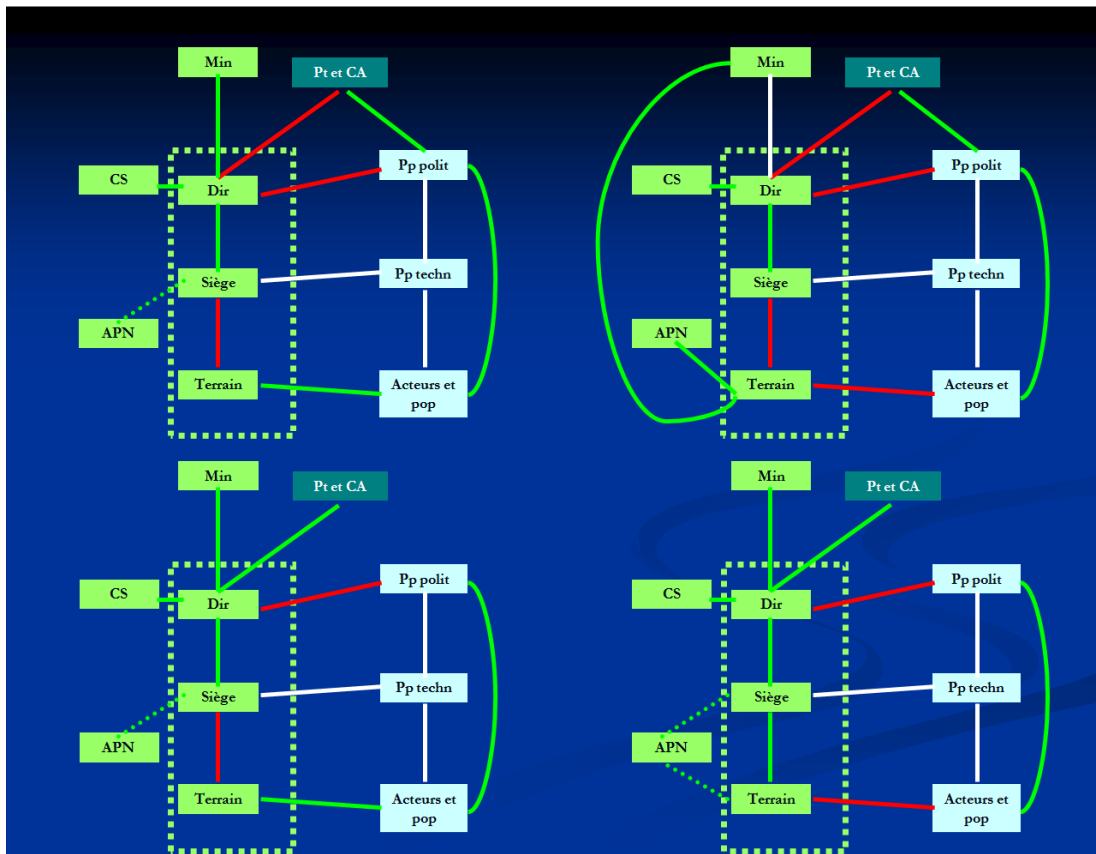 Min
Pt et CA
Pp polit
CS
Dir
Pp techn
Siège
APN
Terrain
Acteurs et
pop
Min
Pt et CA
Pp polit
CS
Dir
Pp techn
Siège
APN
Terrain
Acteurs et
pop
Min
Pt et CA
Pp polit
CS
Dir
Pp techn
Siège
APN
Terrain
Acteurs et
pop
Min
Pt et CA
Pp polit
CS
Dir
Pp techn
Siège
APN
Terrain
Acteurs et
pop